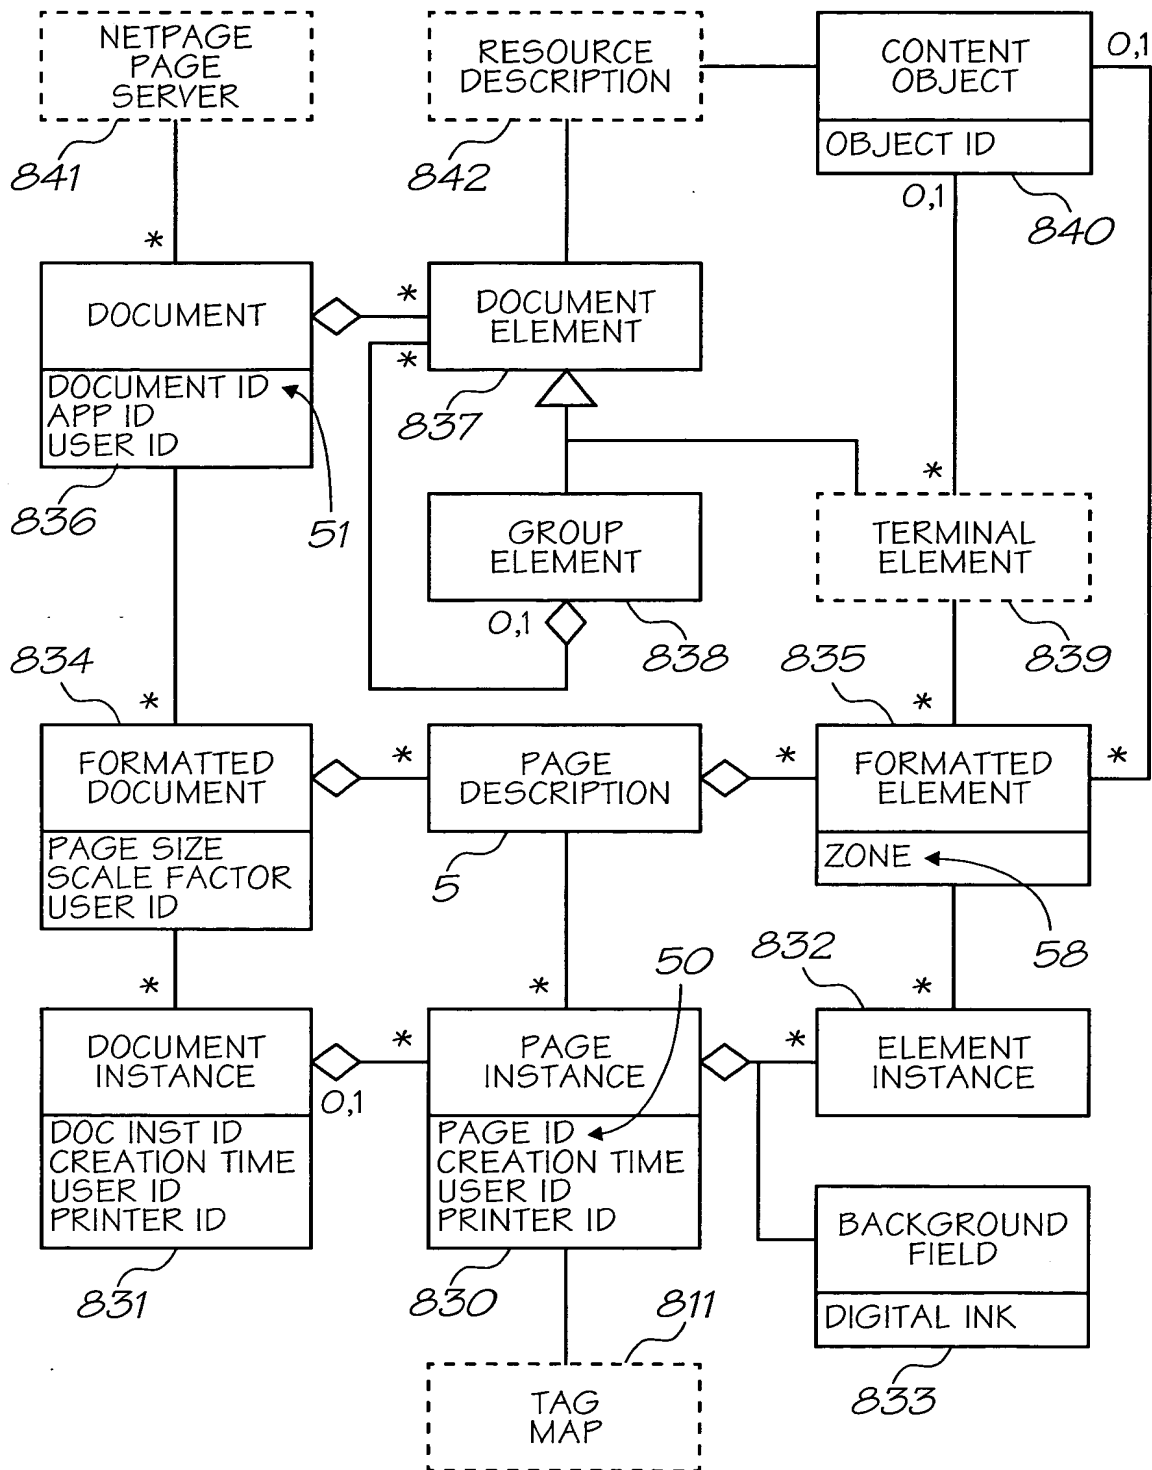 NETPAGE
PAGE
SERVER
841
RESOURCE
DESCRIPTION
842
CONTENT
OBJECT
OBJECT ID
0,1
0,1
840
*
DOCUMENT
DOCUMENT ID
APP ID
USER ID
836
51
*
*
DOCUMENT
ELEMENT
837
GROUP
ELEMENT
0,1
838
*
TERMINAL
ELEMENT
839
834
*
FORMATTED
DOCUMENT
PAGE SIZE
SCALE FACTOR
USER ID
*
PAGE
DESCRIPTION
5
835
*
*
*
FORMATTED
ELEMENT
ZONE
58
*
DOCUMENT
INSTANCE
0,1
DOC INST ID
CREATION TIME
USER ID
PRINTER ID
831
*
*
50
PAGE
INSTANCE
PAGE ID
CREATION TIME
USER ID
PRINTER ID
830
832
*
*
ELEMENT
INSTANCE
BACKGROUND
FIELD
DIGITAL INK
833
811
TAG
MAP